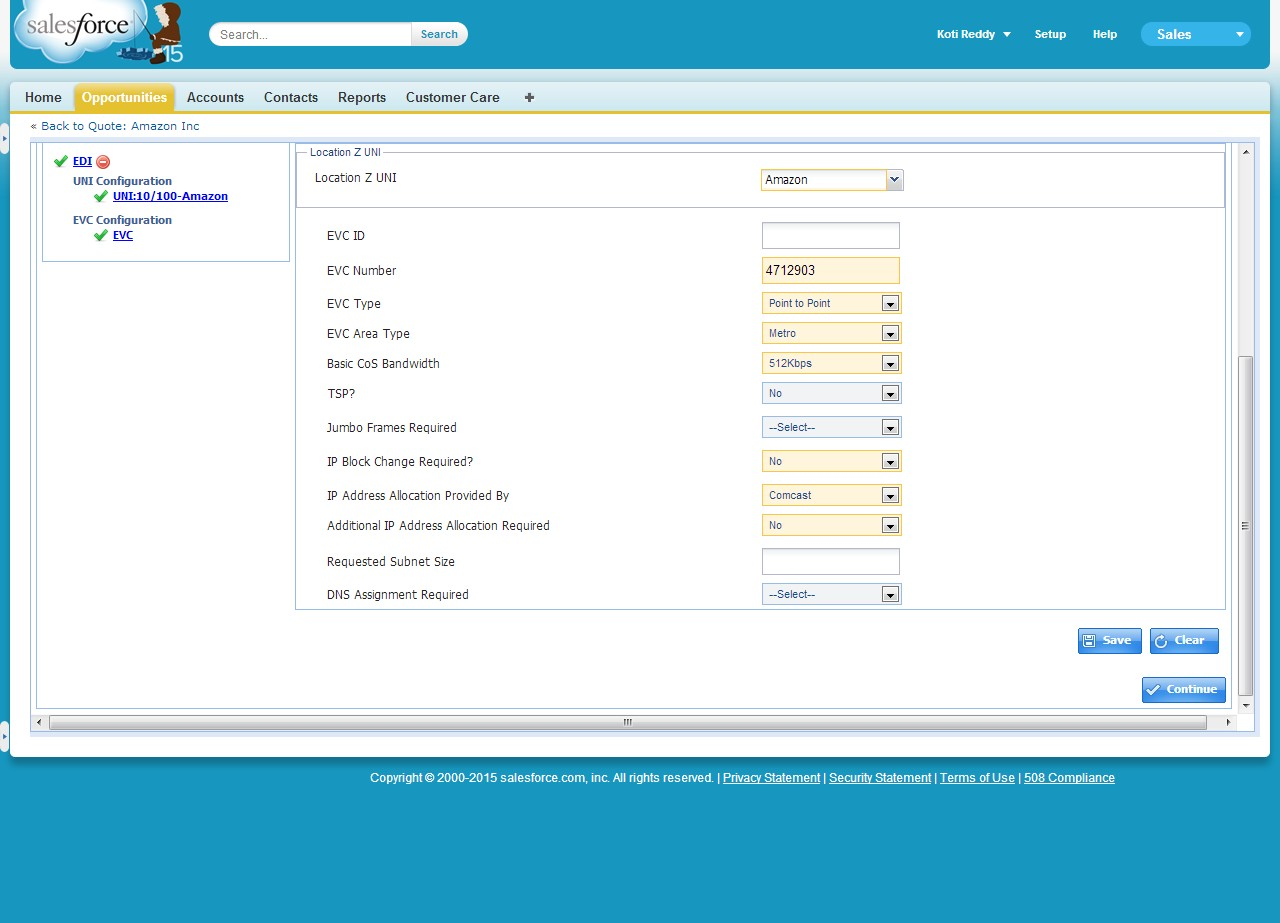 salesforce 15
Search... Search
Koti Reddy Setup Help Sales
Home Opportunities Accounts Contacts Reports Customer Care +
« Back to Quote: Amazon Inc
EDI
UNI Configuration
UNI:10/100-Amazon
EVC Configuration
EVC
Location Z UNI
Location Z UNI Amazon
EVC ID
EVC Number 4712903
EVC Type Point to Point
EVC Area Type Metro
Basic CoS Bandwidth 512Kbps
TSP? No
Jumbo Frames Required --Select--
IP Block Change Required? No
IP Address Allocation Provided By Comcast
Additional IP Address Allocation Required No
Requested Subnet Size
DNS Assignment Required --Select--
Save Clear
Continue
Copyright © 2000-2015 salesforce.com, inc. All rights reserved. | Privacy Statement | Security Statement | Terms of Use | 508 Compliance